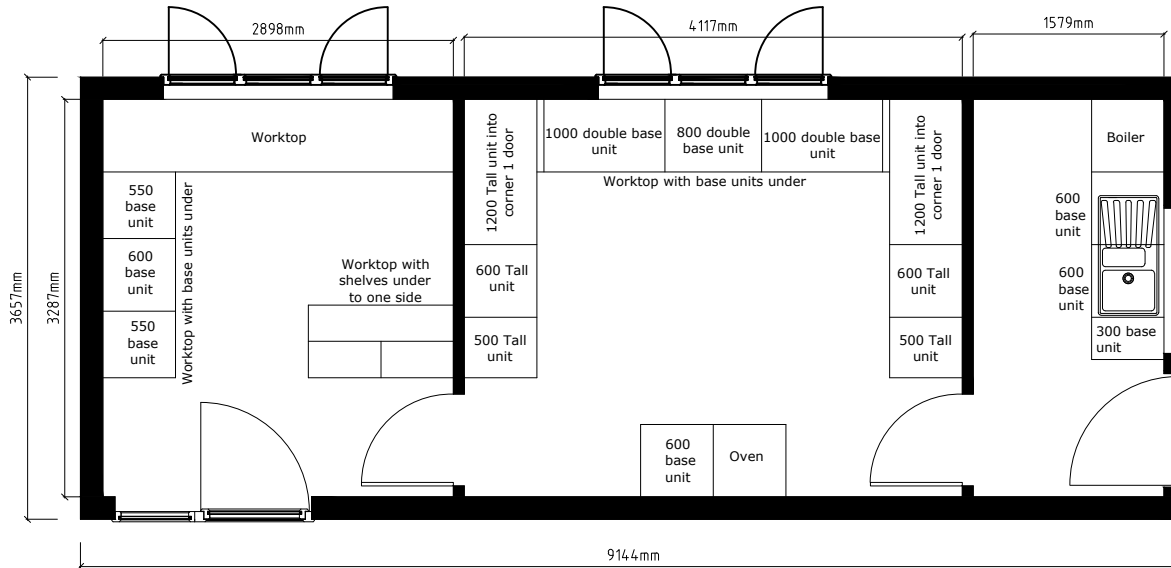 2898mm
4117mm
1579mm
3657mm
3287mm
Worktop
550
base
unit
600
base
unit
550
base
unit
Worktop with base units under
Worktop with
shelves under
to one side
1200 Tall unit into
corner 1 door
600 Tall
unit
500 Tall
unit
1000 double base
unit
800 double
base unit
1000 double base
unit
Worktop with base units under
1200 Tall unit into
corner 1 door
600 Tall
unit
500 Tall
unit
600
base
unit
Oven
Boiler
600
base
unit
600
base
unit
300 base
unit
9144mm